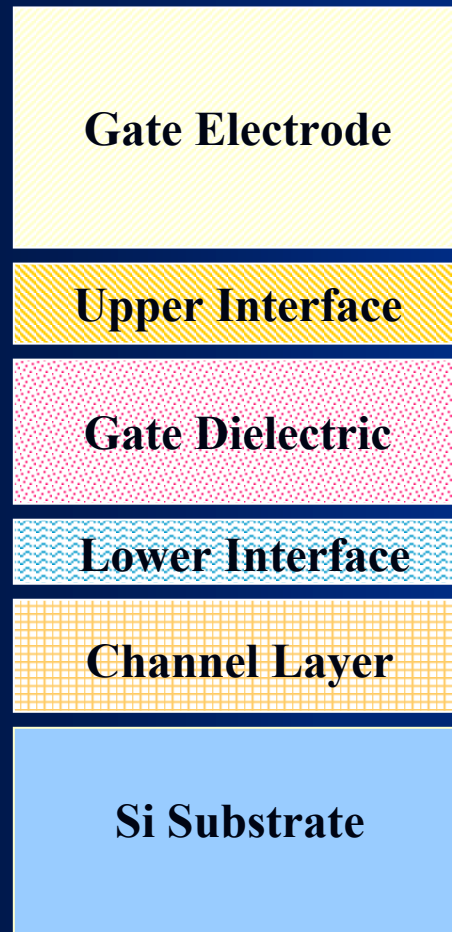 Gate Electrode
Upper Interface
Gate Dielectric
Lower Interface
Channel Layer
Si Substrate